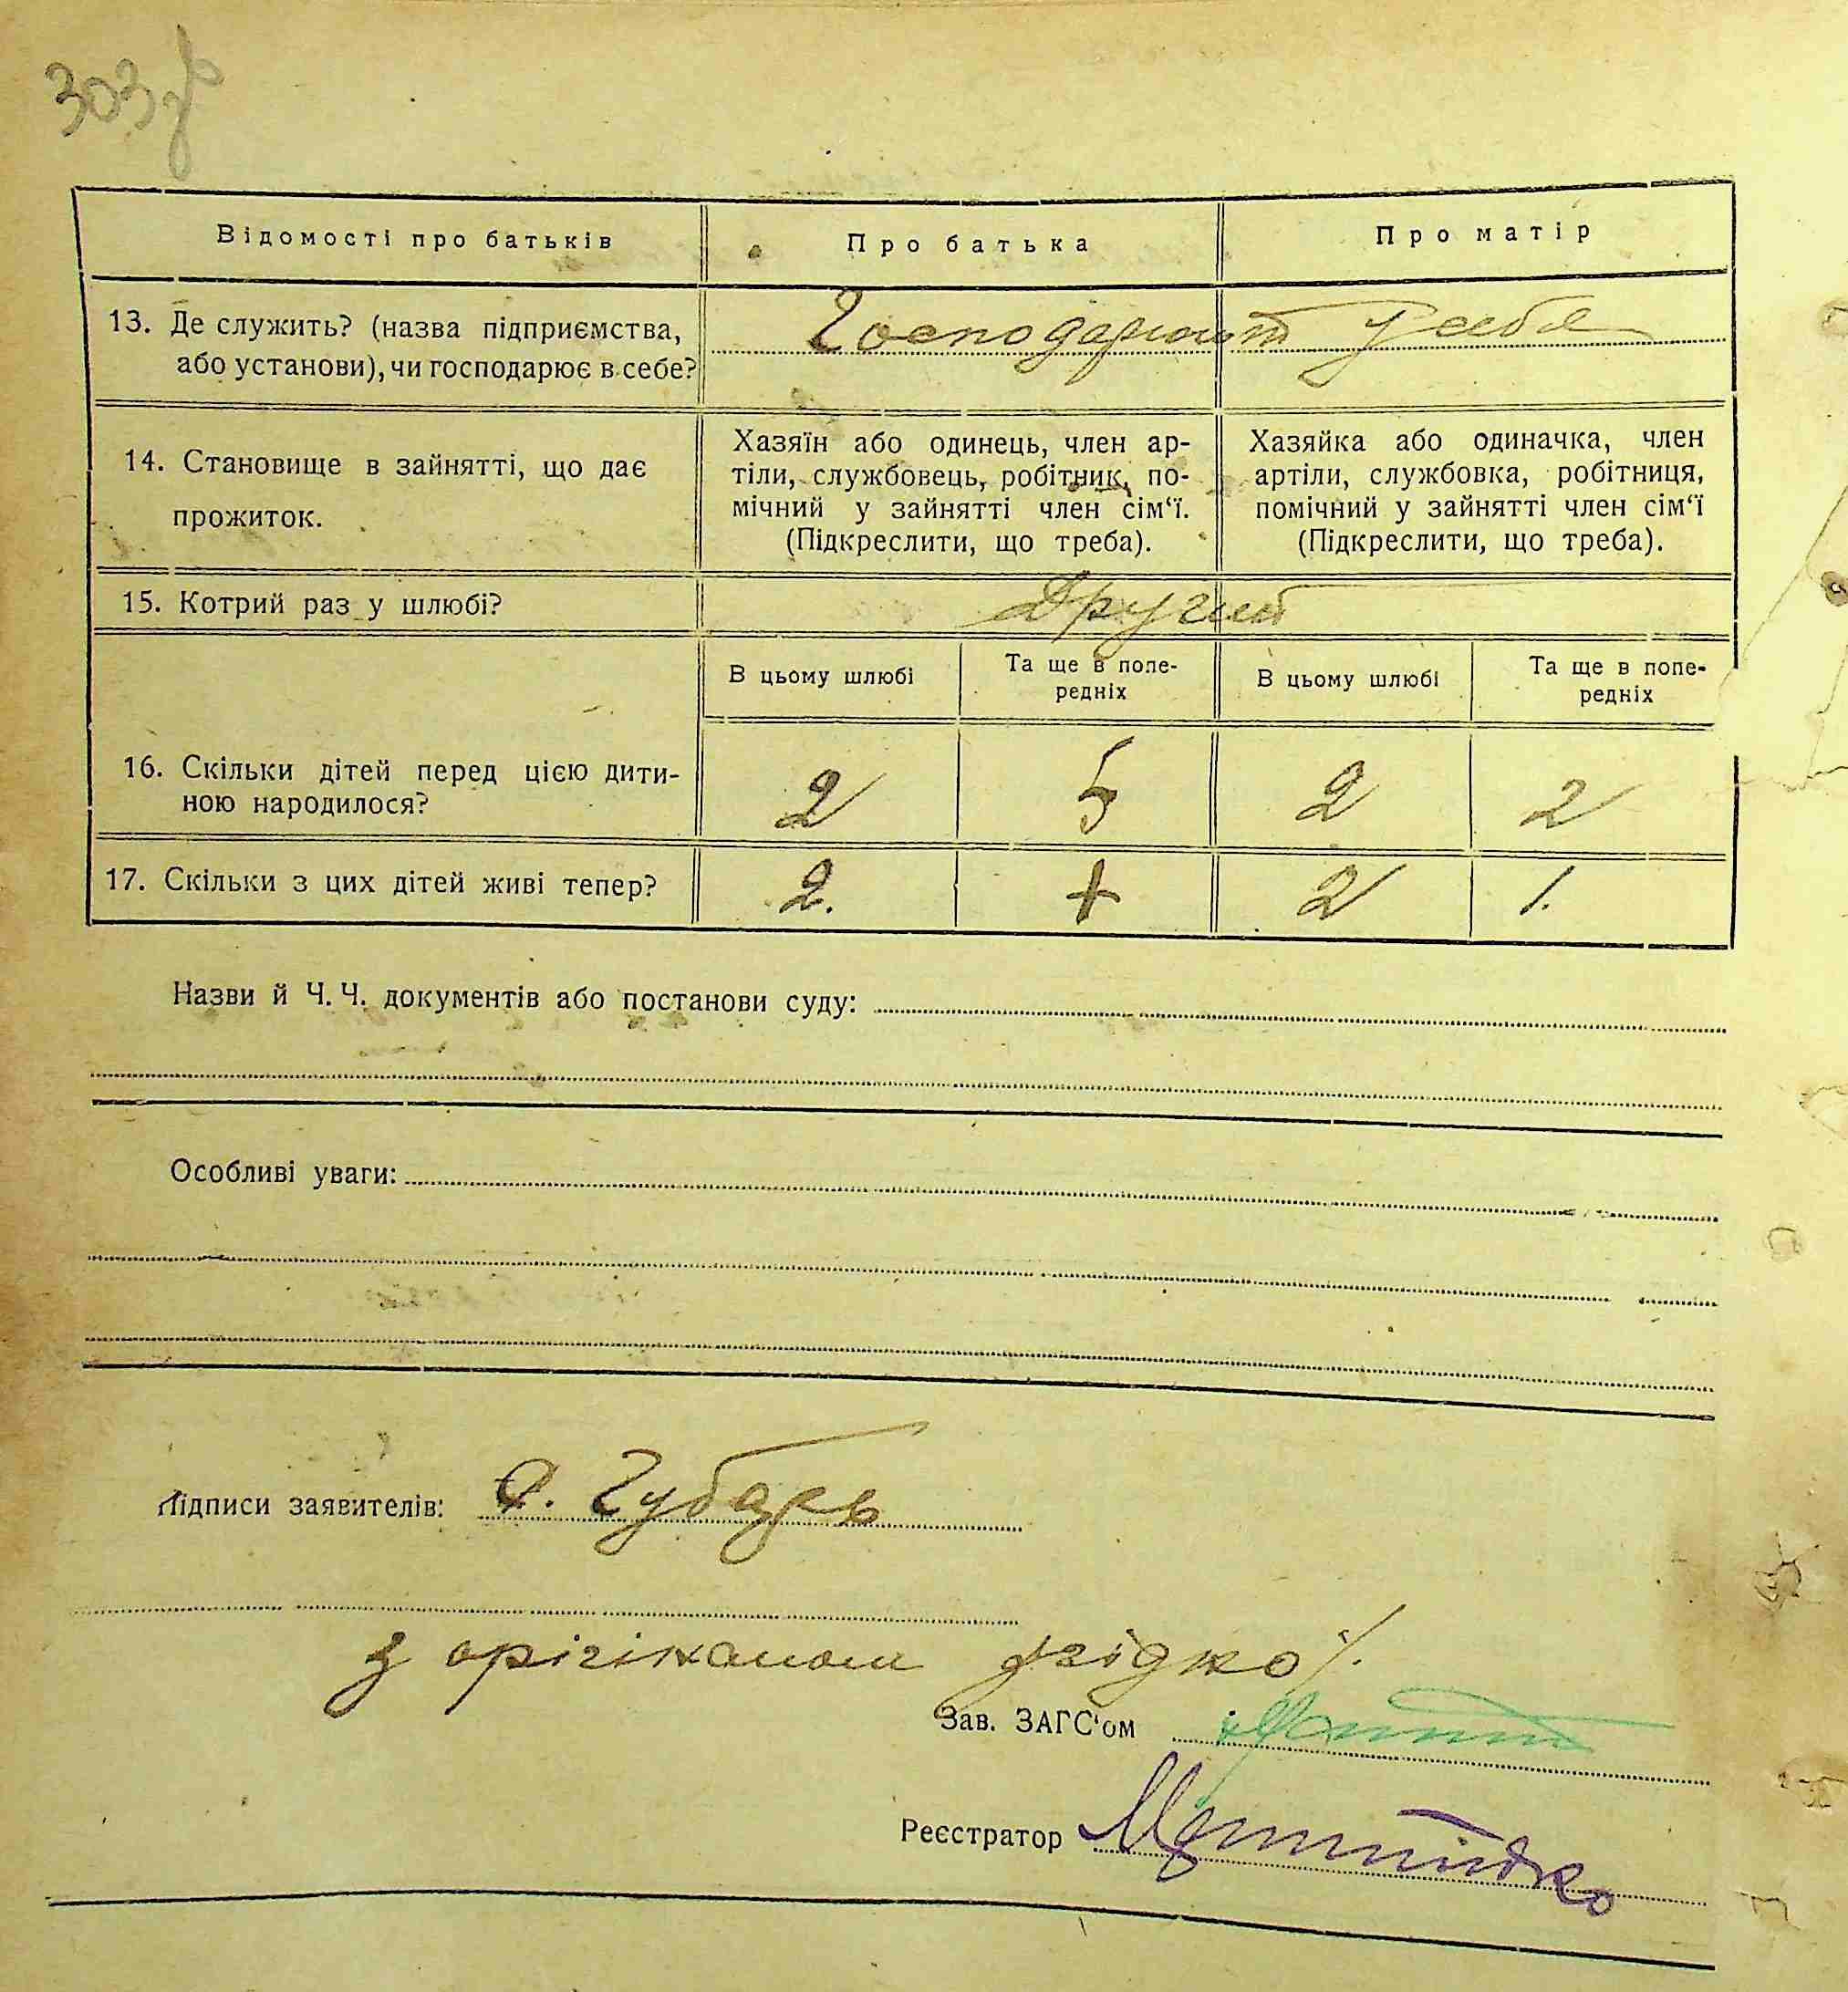 303
Відомості про батьків
Про батька
Про матір
13. Де служить? (назва підприємства,
або установи), чи господарює в себе?
Господарюють у себе
14. Становище в зайнятті, що дає
прожиток.
Хазяїн або одинець, член ар-
тіли, службовець, робітник, по-
мічний у зайнятті член сім‘ї.
(Підкреслити, що треба).
Хазяйка або одиначка, член
артіли, службовка, робітниця,
помічний у зайнятті член сім‘ї
(Підкреслити, що треба).
15. Котрий раз у шлюбі?
Другий
В цьому шлюбі
Та ще в попе-
редніх
В цьому шлюбі
Та ще в попе-
редніх
16. Скільки дітей перед цією дити-
ною народилося?
2 5 2 2
17. Скільки з цих дітей живі тепер?
2. + 2 1.
Назви й Ч. Ч. документів або постанови суду:
Особливі уваги:
Підписи заявителів: Губарь
З орігіналом згідно
Зав. ЗАГС‘ом
Реєстратор